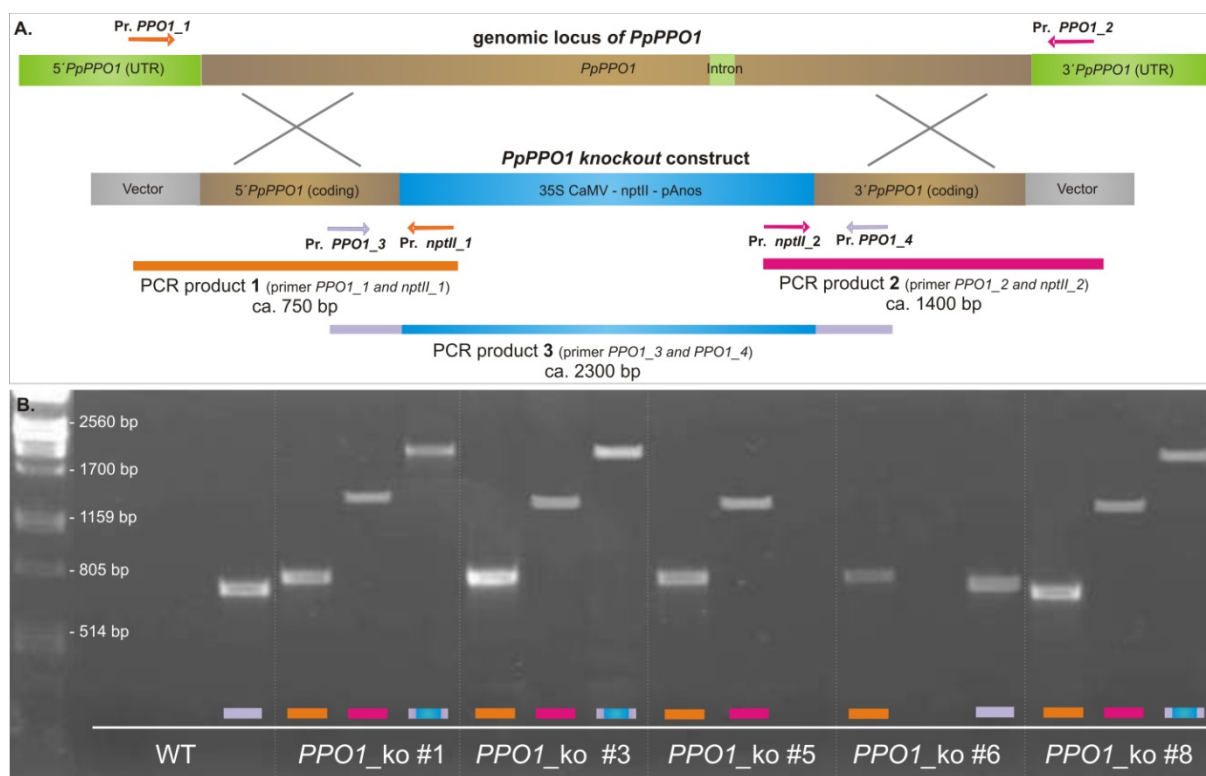 A.
Pr. PPO1_1
genomic locus of PpPPO1
Pr. PPO1_2
5´PpPPO1 (UTR)
PpPPO1
Intron
3´PpPPO1 (UTR)
PpPPO1 knockout construct
Vector
5´PpPPO1 (coding)
35S CaMV - nptII - pAnos
3´PpPPO1 (coding)
Vector
Pr. PPO1_3
Pr. nptII_1
Pr. nptII_2
Pr. PPO1_4
PCR product 1 (primer PPO1_1 and nptII_1)
ca. 750 bp
PCR product 2 (primer PPO1_2 and nptII_2)
ca. 1400 bp
PCR product 3 (primer PPO1_3 and PPO1_4)
ca. 2300 bp
B.
- 2560 bp
- 1700 bp
- 1159 bp
- 805 bp
- 514 bp
WT
PPO1_ko #1
PPO1_ko #3
PPO1_ko #5
PPO1_ko #6
PPO1_ko #8